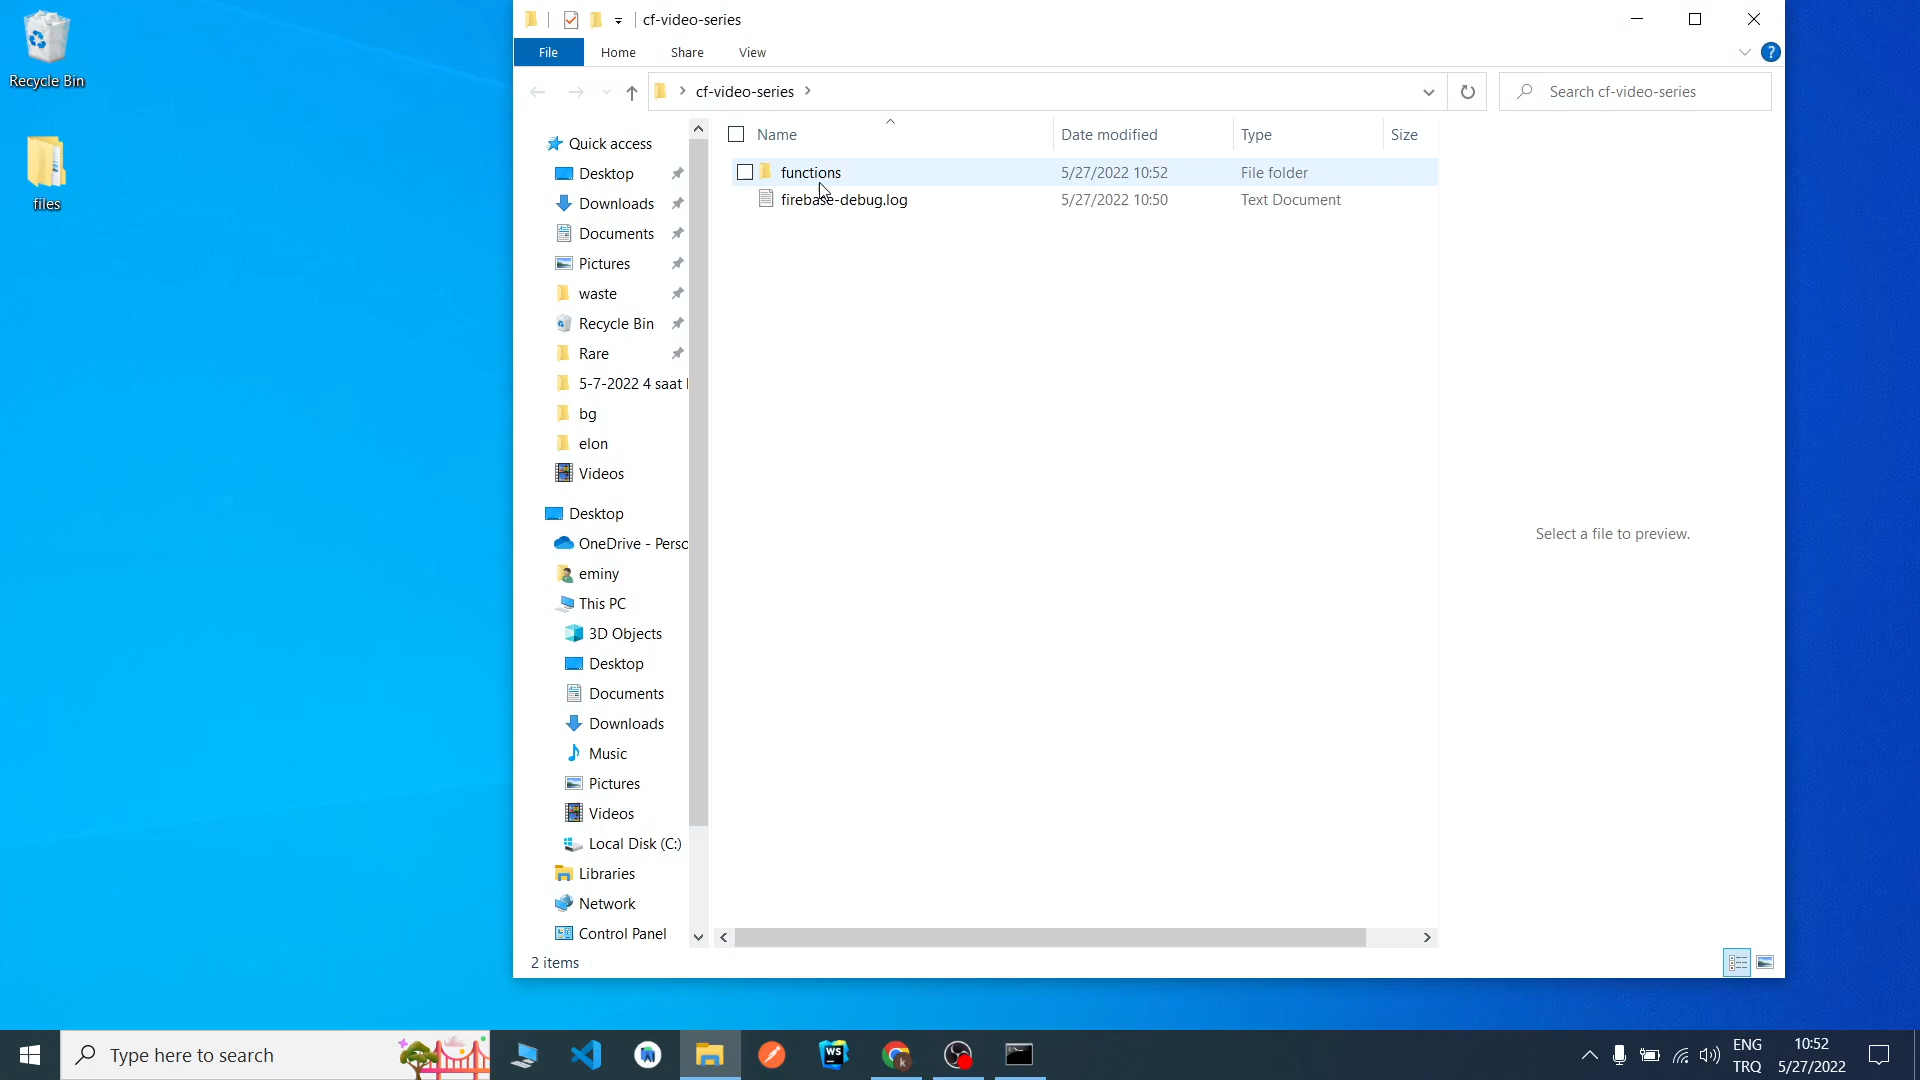 Recycle Bin
files
cf-video-series
File Home Share View
cf-video-series
Search cf-video-series
Name Date modified Type Size
functions 5/27/2022 10:52 File folder
firebase-debug.log 5/27/2022 10:50 Text Document
Quick access
Desktop
Downloads
Documents
Pictures
waste
Recycle Bin
Rare
5-7-2022 4 saat
bg
elon
Videos
Desktop
OneDrive - Perso
eminy
This PC
3D Objects
Desktop
Documents
Downloads
Music
Pictures
Videos
Local Disk (C:)
Libraries
Network
Control Panel
Select a file to preview.
2 items
Type here to search
WS
k
ENG
TRQ
10:52
5/27/2022